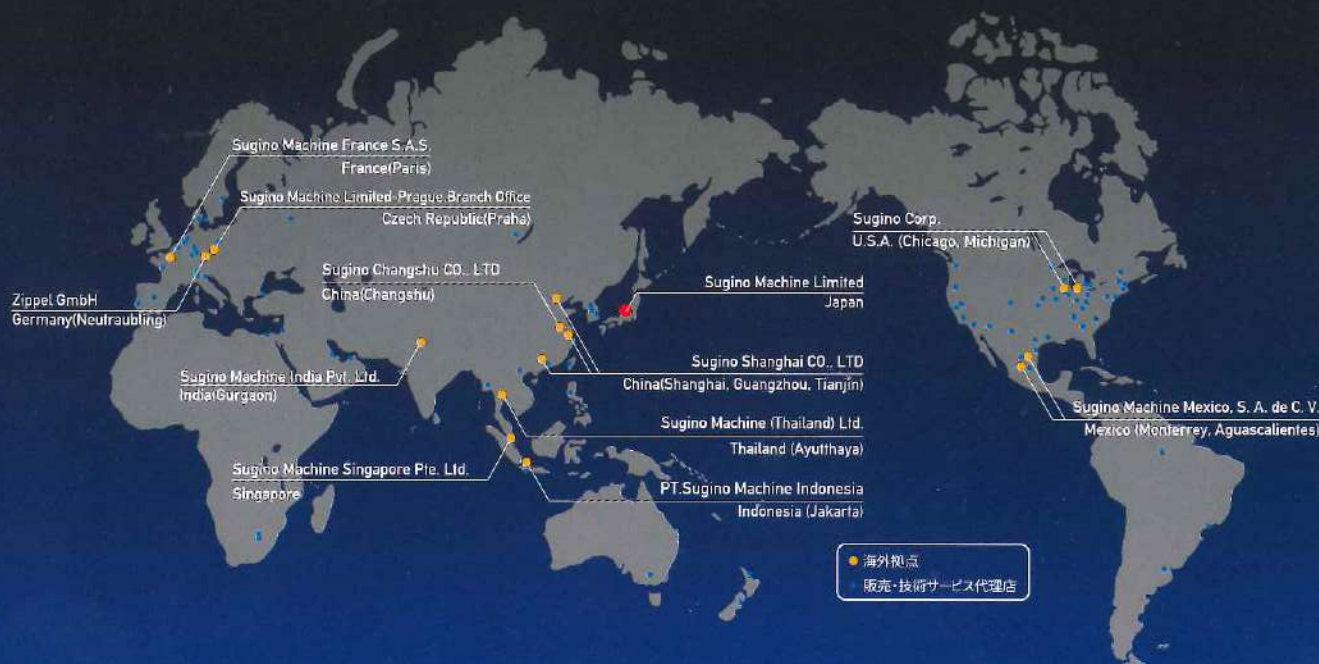 Sugino Machine France S.A.S.
France(Paris)
Sugino Machine Limited-Prague Branch Office
Czech Republic(Praha)
Zippel GmbH
Germany(Neutraubling)
Sugino Changshu CO., LTD
China(Changshu)
Sugino Machine India Pvt. Ltd.
India(Gurgaon)
Sugino Machine Singapore Pte. Ltd.
Singapore
Sugino Machine Limited
Japan
Sugino Shanghai CO., LTD
China(Shanghai, Guangzhou, Tianjin)
Sugino Machine (Thailand) Ltd.
Thailand (Ayutthaya)
PT.Sugino Machine Indonesia
Indonesia (Jakarta)
Sugino Corp.
U.S.A. (Chicago, Michigan)
Sugino Machine Mexico, S. A. de C. V.
Mexico (Monterrey, Aguascalientes)
海外拠点
販売・技術サービス代理店